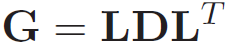 G = LDL^T